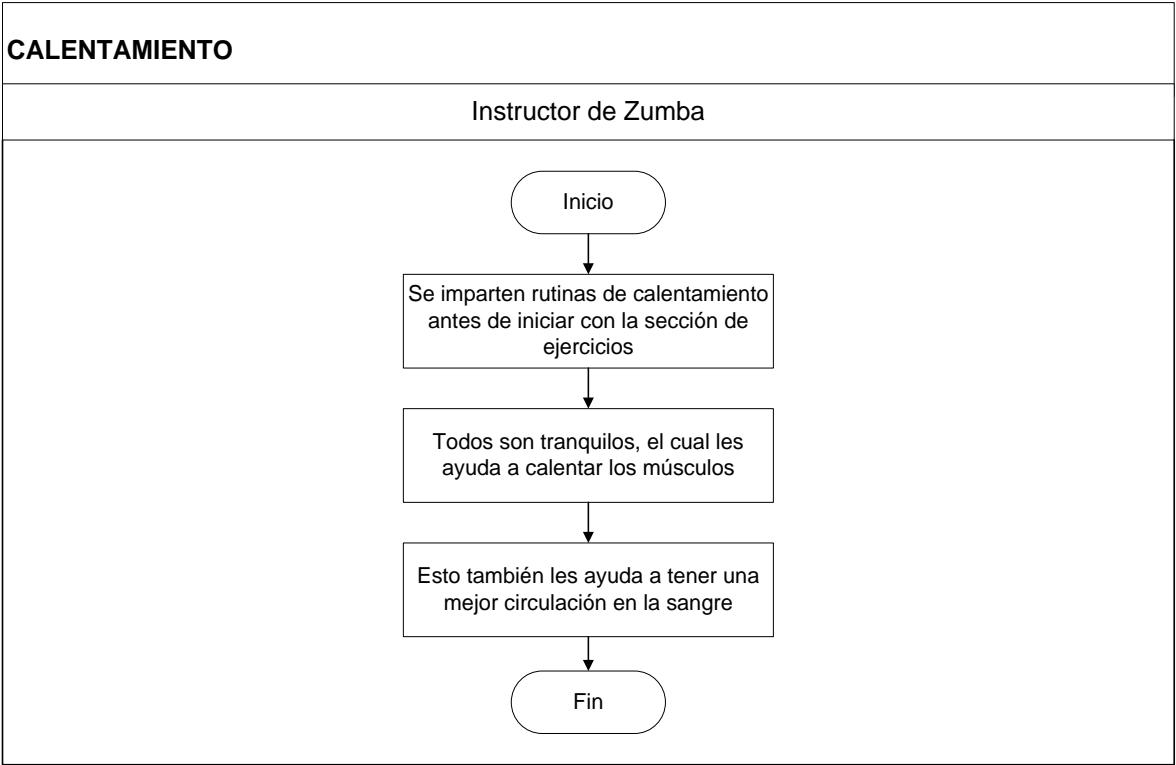 CALENTAMIENTO
Instructor de Zumba
Inicio
Se imparten rutinas de calentamiento
antes de iniciar con la sección de
ejercicios
Todos son tranquilos, el cual les
ayuda a calentar los músculos
Esto también les ayuda a tener una
mejor circulación en la sangre
Fin